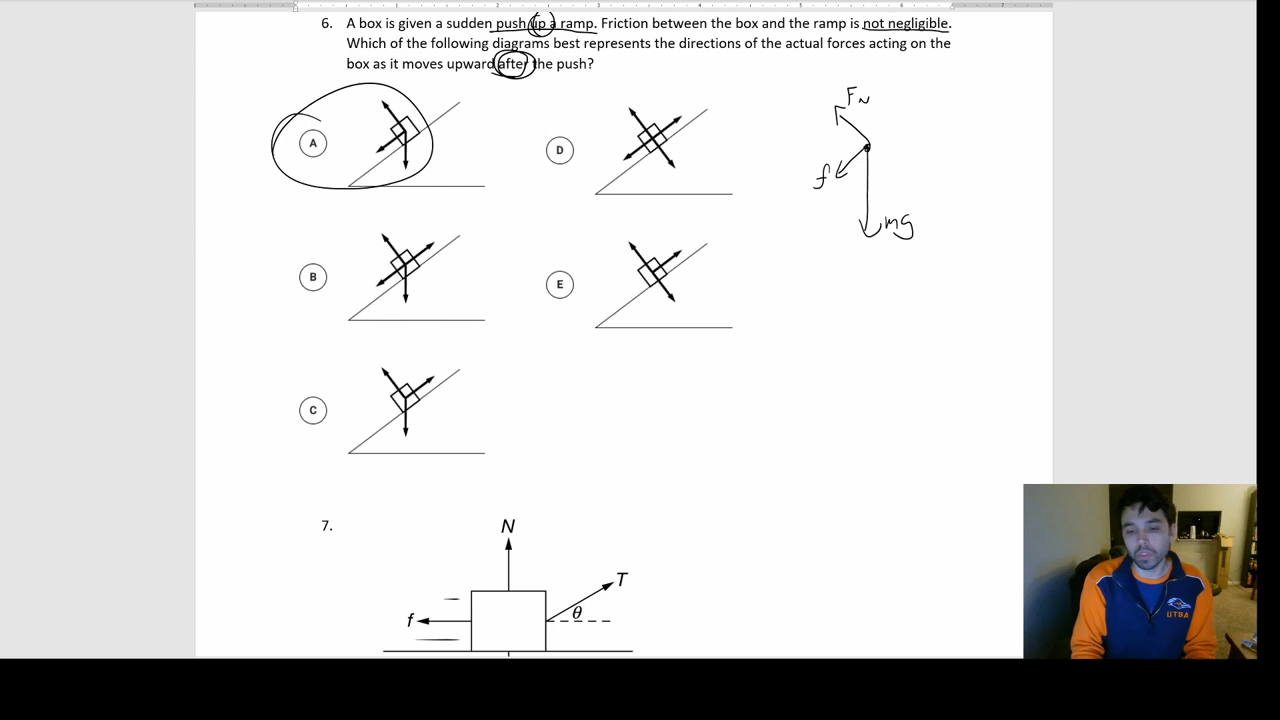 6. A box is given a sudden push up a ramp. Friction between the box and the ramp is not negligible.
Which of the following diagrams best represents the directions of the actual forces acting on the
box as it moves upward after the push?
A
D
F_N
f
mg
B
E
C
7.
N
T
θ
f
UTSA